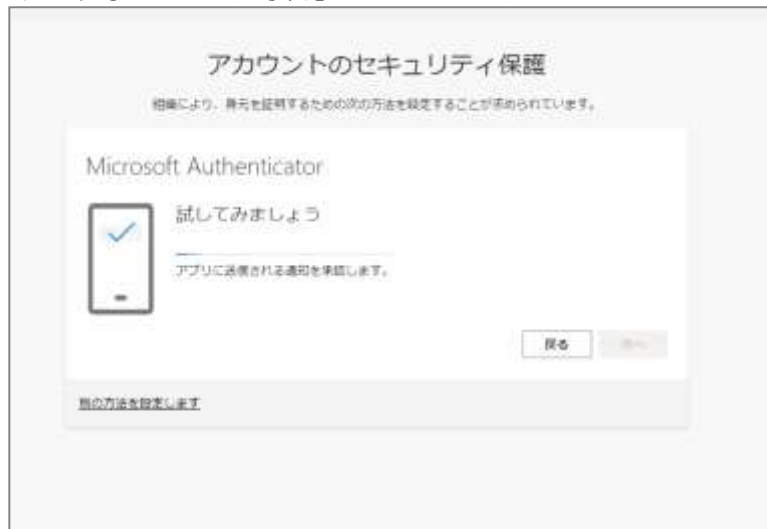 アカウントのセキュリティ保護
組織により、身元を証明するための次の方法を設定することが求められています。
Microsoft Authenticator
試してみましょう
アプリに送信される通知を承認します。
戻る
次へ
別の方法を設定します